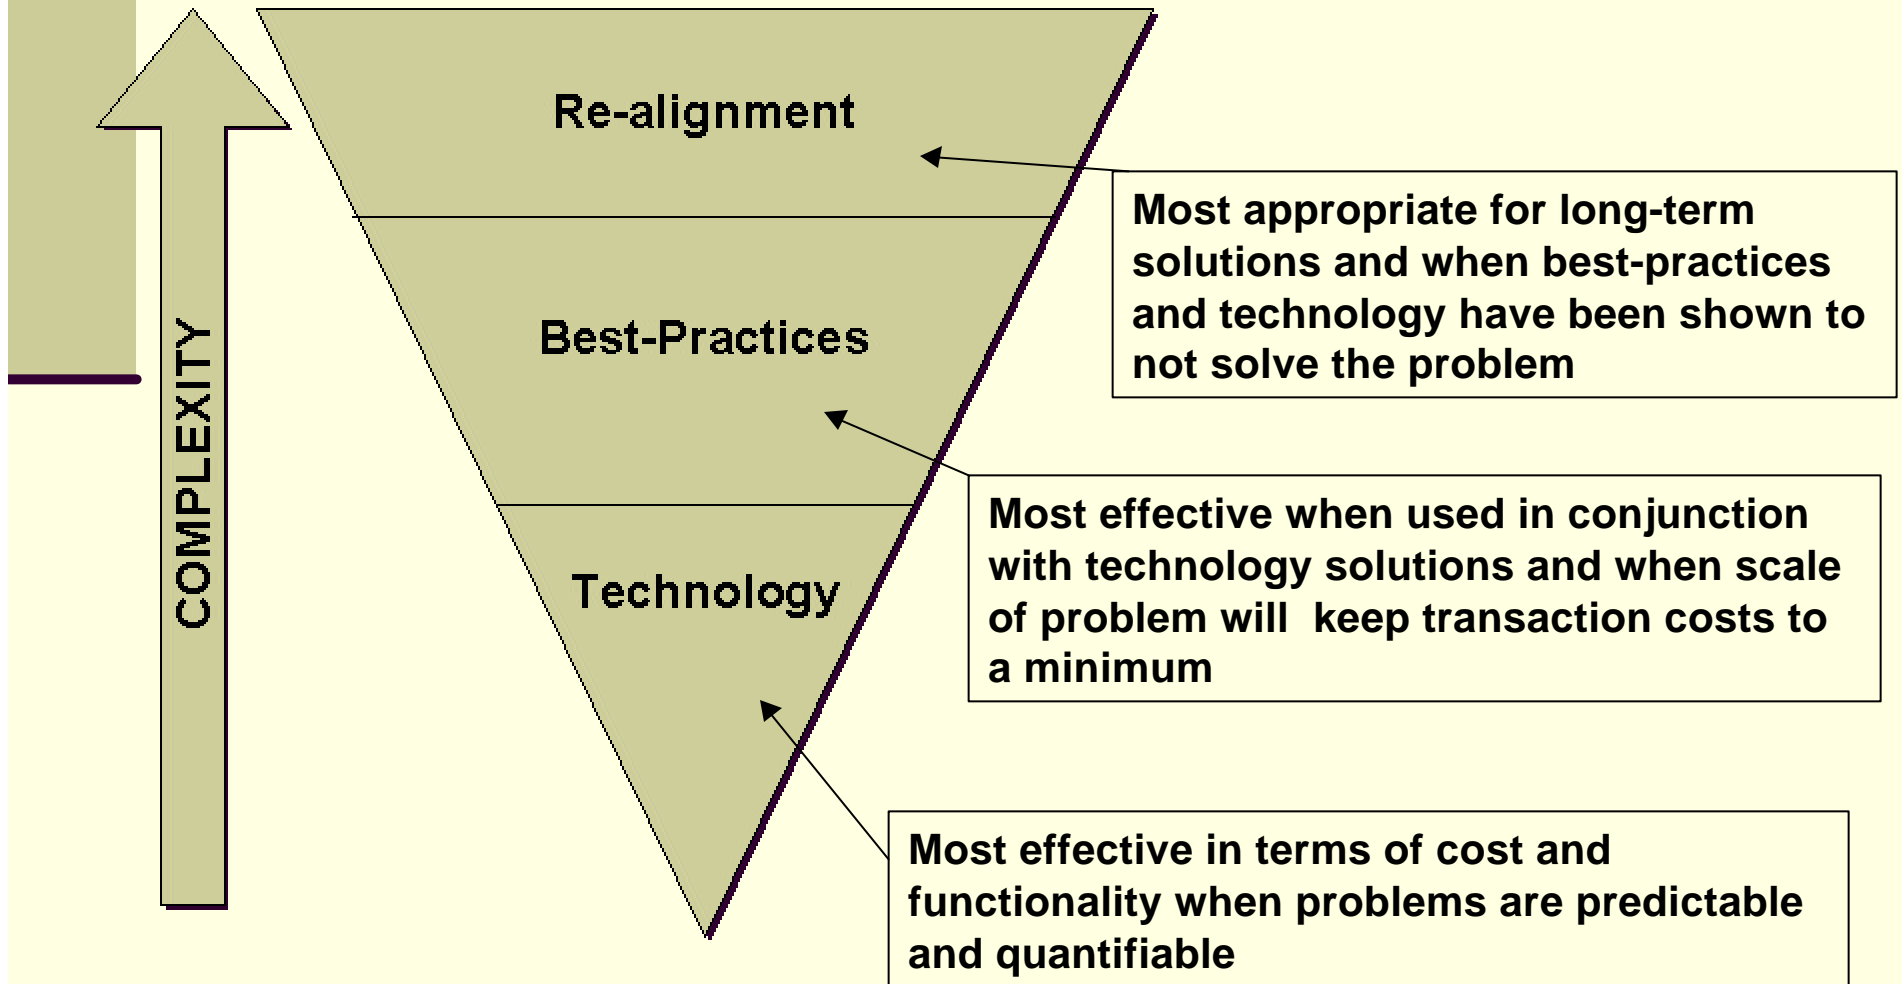 COMPLEXITY
Re-alignment
Most appropriate for long-term
solutions and when best-practices
and technology have been shown to
not solve the problem
Best-Practices
Most effective when used in conjunction
with technology solutions and when scale
of problem will  keep transaction costs to
a minimum
Technology
Most effective in terms of cost and
functionality when problems are predictable
and quantifiable